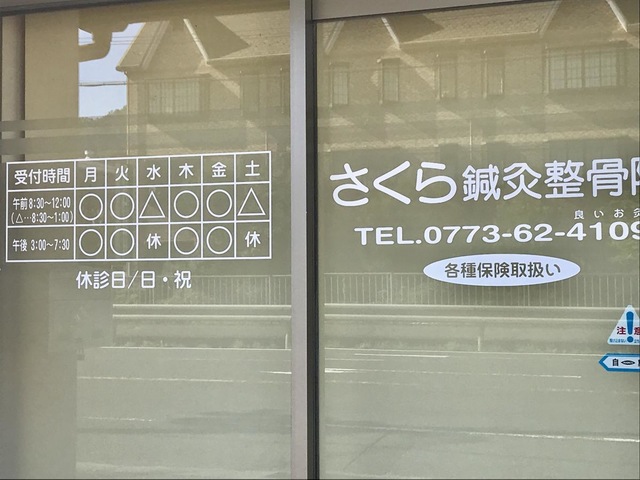 受付時間 月 火 水 木 金 土
午前8:30～12:00 ○ ○ △ ○ ○ △
(△…8:30～1:00)
午後 3:00～7:30 ○ ○ 休 ○ ○ 休
休診日/日・祝
さくら鍼灸整骨院
良いお灸
TEL.0773-62-4109
各種保険取扱い
注意
自